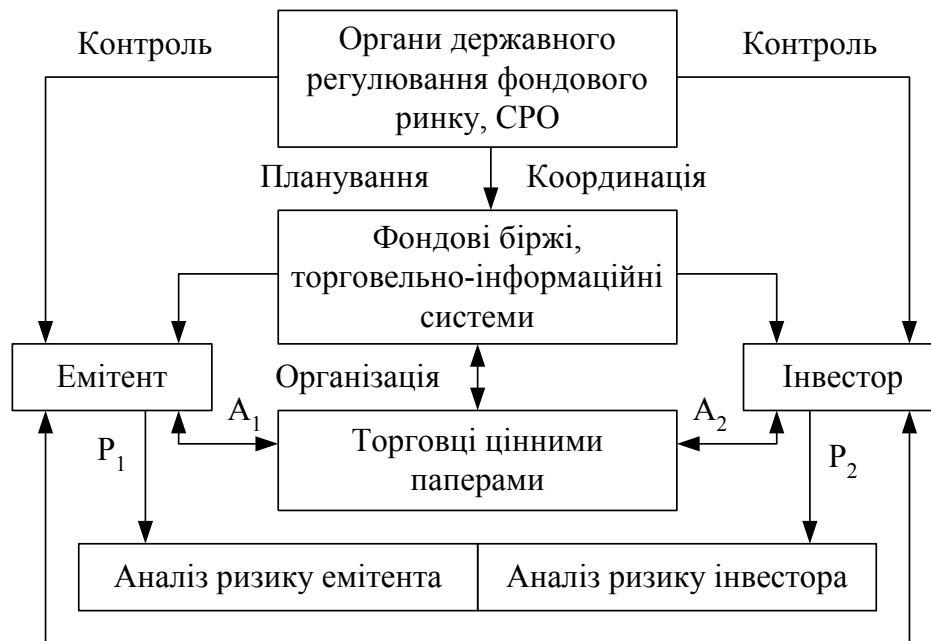 Контроль
Органи державного
регулювання фондового
ринку, СРО
Контроль
Планування
Координація
Фондові біржі,
торговельно-інформаційні
системи
Емітент
Організація
Інвестор
A₁
Торговці цінними
паперами
A₂
P₁
P₂
Аналіз ризику емітента
Аналіз ризику інвестора